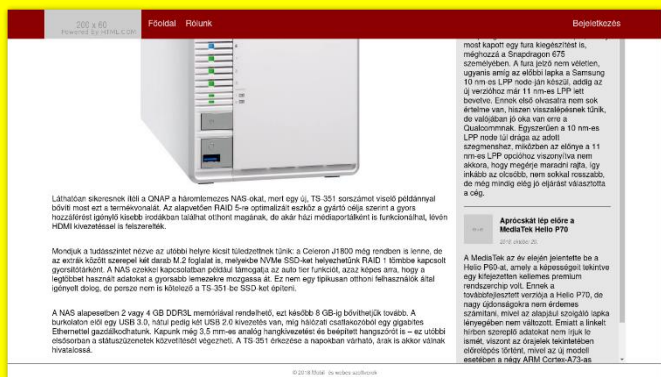 200 x 60
Powered by HTML.COM
Főoldal Rólunk
Bejelentkezés
Láthatóan sikeresnek ítéli a QNAP a háromlemezes NAS-okat, mert egy új, TS-351 sorszámot viselő példánnyal
bővíti most ezt a termékvonalát. Az alapvetően RAID 5-re optimalizált eszköz a gyártó célja szerint a gyors
hozzáférést igénylő kisebb irodákban találhat otthont magának, de akár házi médiaportálként is funkcionálhat, lévén
HDMI kivezetéssel is felszerelték.
Mondjuk a tudásszintet nézve az utóbbi helyre kicsit túledzettnek tűnik: a Celeron J1800 még rendben is lenne, de
az extrák között szerepel két darab M.2 foglalat is, melyekbe NVMe SSD-ket helyezhetünk RAID 1 tömbbe kapcsolt
gyorsítótárként. A NAS ezekkel kapcsolatban például támogatja az auto tier funkciót, azaz képes arra, hogy a
legtöbbet használt adatokat a gyorsabb lemezekre mozgassa át. Ez nem egy tipikusan otthoni felhasználók által
igényelt dolog, de persze nem is kötelező a TS-351-be SSD-ket építeni.
A NAS alapesetben 2 vagy 4 GB DDR3L memóriával rendelhető, ezt később 8 GB-ig bővíthetjük tovább. A
burkolaton elöl egy USB 3.0, hátul pedig két USB 2.0 kivezetés van, míg hálózati csatlakozóból egy gigabites
Ethernettel gazdálkodhatunk. Kapunk még 3,5 mm-es analóg hangkivezetést és beépített hangszórót is – ez utóbbi
elsősorban a státuszüzenetek közvetítését végezheti. A TS-351 érkezése a napokban várható, árak is akkor válnak
hivatalossá.
most kapott egy fura kiegészítést is,
méghozzá a Snapdragon 675
személyében. A fura jelző nem véletlen,
ugyanis amíg az előbbi lapka a Samsung
10 nm-es LPP node-ján készül, addig az
új verzióhoz már 11 nm-es LPP lett
bevetve. Ennek első olvasatra nem sok
értelme van, hiszen visszalépésnek tűnik,
de valójában jó oka van erre a
Qualcommnak. Egyszerűen a 10 nm-es
LPP node túl drága az adott
szegmenshez, miközben az előnye a 11
nm-es LPP opcióhoz viszonyítva nem
akkora, hogy megérje maradni rajta, így
inkább az olcsóbb, nem sokkal rosszabb,
de még mindig elég jó eljárást választotta
a cég.
Aprócskát lép előre a
MediaTek Helio P70
2018. október 25.
A MediaTek az év elején jelentette be a
Helio P60-at, amely a képességeit tekintve
egy kifejezetten kellemes premium
rendszerchip volt. Ennek a
továbbfejlesztett verziója a Helio P70, de
nagy újdonságokra nem érdemes
számítani, mivel az alapjául szolgáló lapka
lényegében nem változott. Emiatt a linkelt
hírben szereplő adatokat nem írjuk le
ismét, viszont az órajelek tekintetében
előrelépés történt, mivel az új modell
esetében a négy ARM Cortex-A73-as
© 2018 Mobil és webes szoftverek